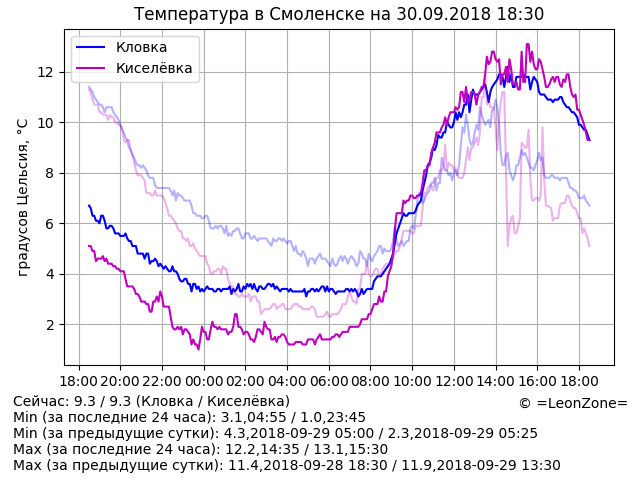 Температура в Смоленске на 30.09.2018 18:30
Кловка
Киселёвка
градусов Цельсия, °C
12
10
8
6
4
2
18:00 20:00 22:00 00:00 02:00 04:00 06:00 08:00 10:00 12:00 14:00 16:00 18:00
Сейчас: 9.3 / 9.3 (Кловка / Киселёвка)
© =LeonZone=
Min (за последние 24 часа): 3.1,04:55 / 1.0,23:45
Min (за предыдущие сутки): 4.3,2018-09-29 05:00 / 2.3,2018-09-29 05:25
Max (за последние 24 часа): 12.2,14:35 / 13.1,15:30
Max (за предыдущие сутки): 11.4,2018-09-28 18:30 / 11.9,2018-09-29 13:30